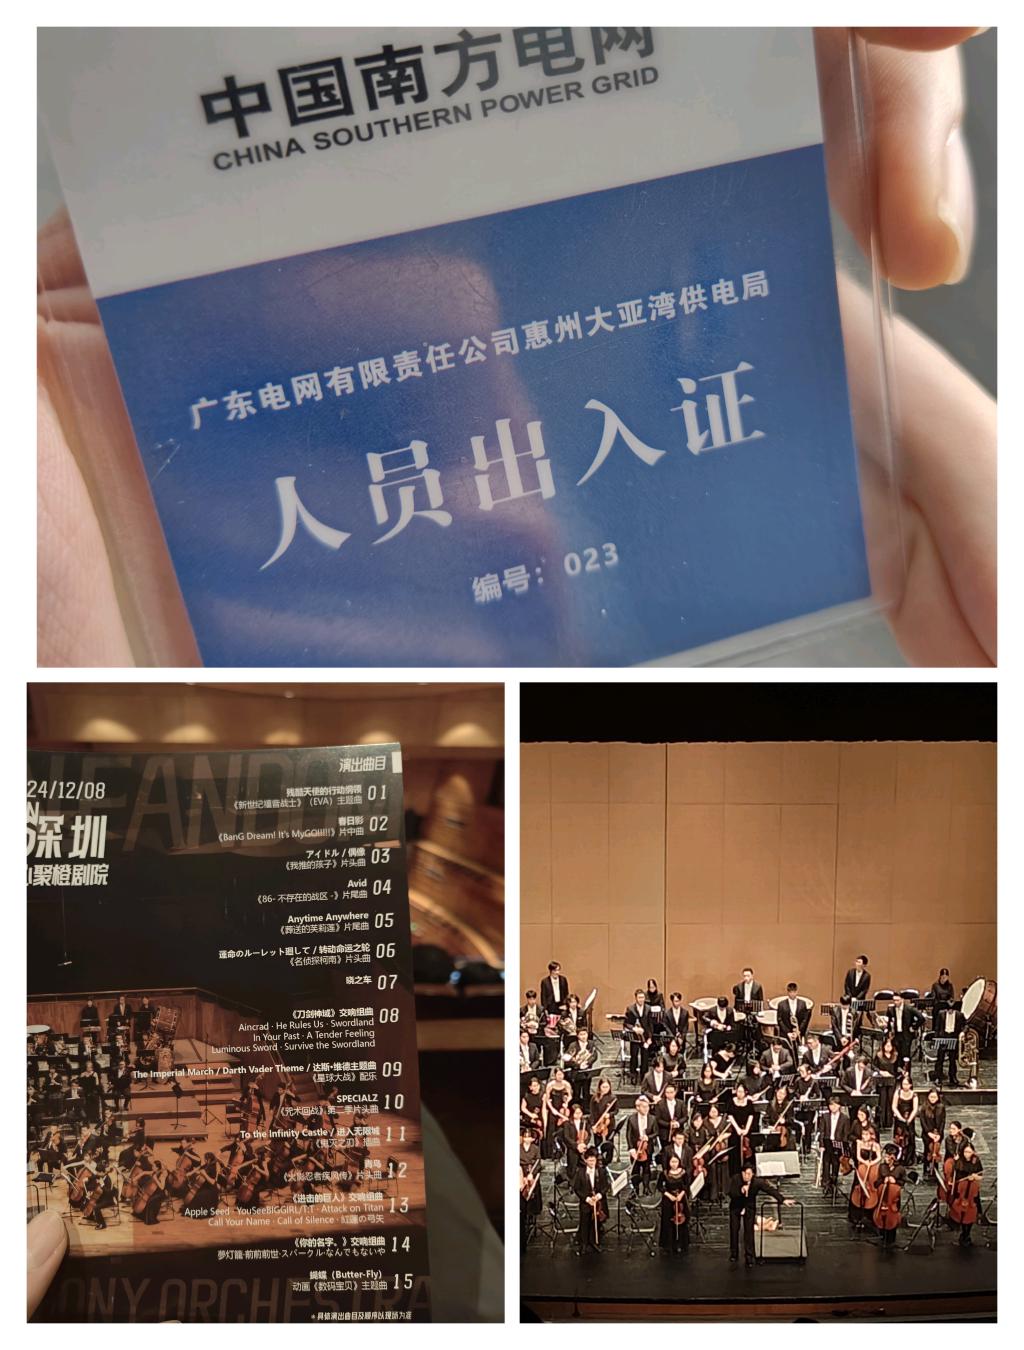 中国南方电网
CHINA SOUTHERN POWER GRID
广东电网有限责任公司惠州大亚湾供电局
人员出入证
编号：023
24/12/08
深圳
聚橙剧院
演出曲目
残酷天使的行动纲领 01
《新世纪福音战士》（EVA）主题曲
春日影 02
《BanG Dream! It's MyGO!!!!!》片中曲
アイドル / 偶像 03
《我推的孩子》片头曲
Avid 04
《86-不存在的战区-》片尾曲
Anytime Anywhere 05
《葬送的芙莉莲》片尾曲
運命のルーレット廻して / 转动命运之轮 06
《名侦探柯南》片头曲
晓之车 07
《刀剑神域》交响组曲 08
Aincrad · He Rules Us · Swordland
In Your Past · A Tender Feeling
Luminous Sword · Survive the Swordland
The Imperial March / Darth Vader Theme / 达斯·维德主题曲 09
《星球大战》配乐
SPECIALZ 10
《咒术回战》第二季片头曲
To the Infinity Castle / 进入无限城 11
《鬼灭之刃》插曲
青鸟 12
《火影忍者疾风传》片头曲
《进击的巨人》交响组曲 13
Apple Seed · YouSeeBIGGIRL/T:T · Attack on Titan
Call Your Name · Call of Silence · 紅蓮の弓矢
《你的名字。》交响组曲 14
夢灯籠·前前前世·スパークル·なんでもないや
蝴蝶（Butter-Fly） 15
动画《数码宝贝》主题曲
*具体演出曲目及顺序以现场为准
ONY ORCHESTRA